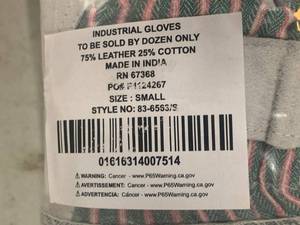 INDUSTRIAL GLOVES
TO BE SOLD BY DOZEN ONLY
75% LEATHER 25% COTTON
MADE IN INDIA
RN 67368
PO# F1124267
SIZE : SMALL
STYLE NO: 83-6593/S
01616314007514
WARNING: Cancer - www.P65Warning.ca.gov
AVERTISSEMENT: Cancer - www.P65Warning.ca.gov
ADVERTENCIA: Cáncer - www.P65Warning.ca.gov